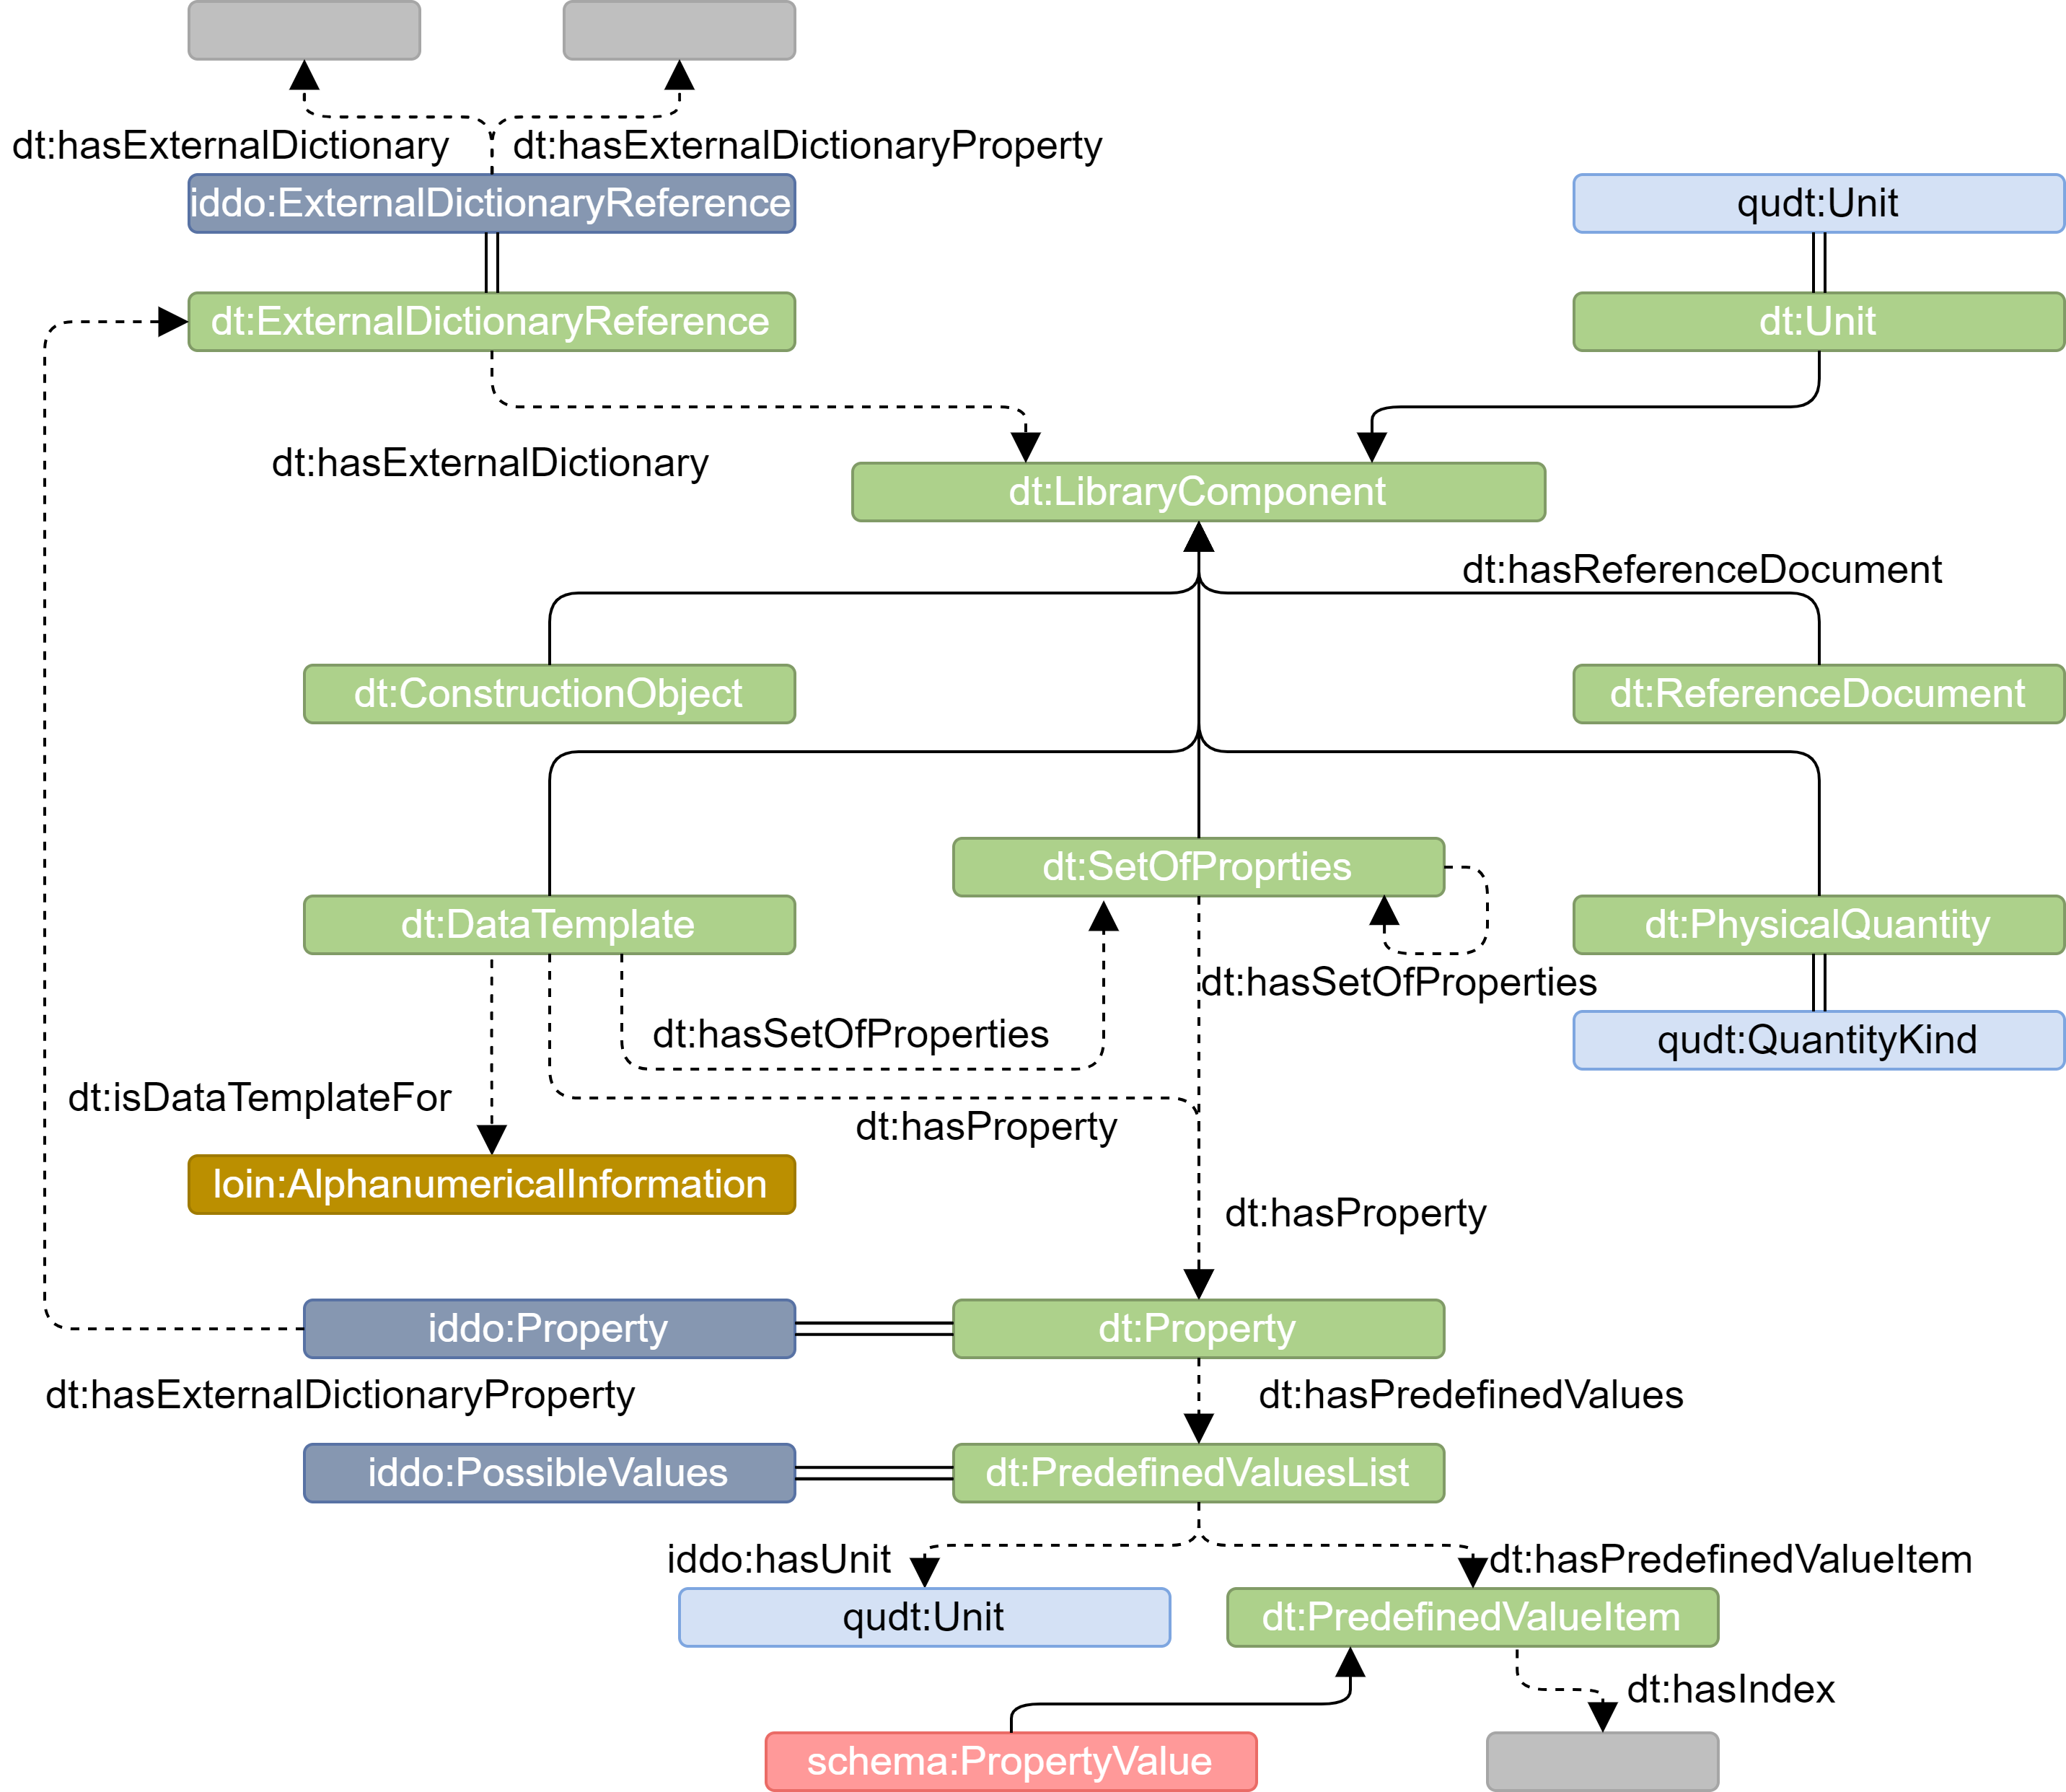 dt:hasExternalDictionary
dt:hasExternalDictionaryProperty
iddo:ExternalDictionaryReference
qudt:Unit
dt:ExternalDictionaryReference
dt:Unit
dt:hasExternalDictionary
dt:LibraryComponent
dt:hasReferenceDocument
dt:ConstructionObject
dt:ReferenceDocument
dt:SetOfProprties
dt:DataTemplate
dt:PhysicalQuantity
dt:hasSetOfProperties
dt:hasSetOfProperties
qudt:QuantityKind
dt:isDataTemplateFor
dt:hasProperty
loin:AlphanumericalInformation
dt:hasProperty
iddo:Property
dt:Property
dt:hasExternalDictionaryProperty
dt:hasPredefinedValues
iddo:PossibleValues
dt:PredefinedValuesList
iddo:hasUnit
dt:hasPredefinedValueItem
qudt:Unit
dt:PredefinedValueItem
dt:hasIndex
schema:PropertyValue